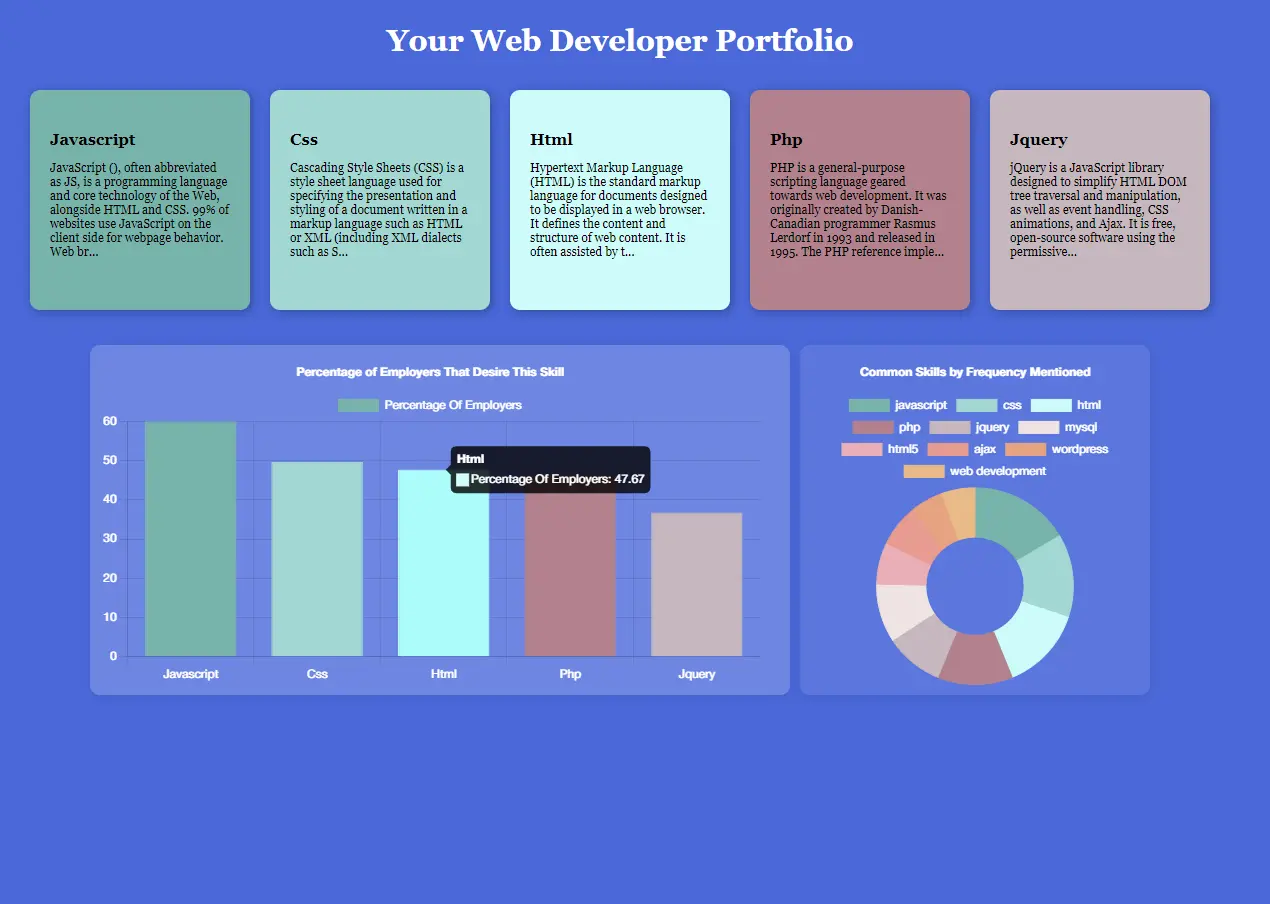 Your Web Developer Portfolio
Javascript
JavaScript (), often abbreviated
as JS, is a programming language
and core technology of the Web,
alongside HTML and CSS. 99% of
websites use JavaScript on the
client side for webpage behavior.
Web br...
Css
Cascading Style Sheets (CSS) is a
style sheet language used for
specifying the presentation and
styling of a document written in a
markup language such as HTML
or XML (including XML dialects
such as S...
Html
Hypertext Markup Language
(HTML) is the standard markup
language for documents designed
to be displayed in a web browser.
It defines the content and
structure of web content. It is
often assisted by t...
Php
PHP is a general-purpose
scripting language geared
towards web development. It was
originally created by Danish-
Canadian programmer Rasmus
Lerdorf in 1993 and released in
1995. The PHP reference imple...
Jquery
jQuery is a JavaScript library
designed to simplify HTML DOM
tree traversal and manipulation,
as well as event handling, CSS
animations, and Ajax. It is free,
open-source software using the
permissive...
Percentage of Employers That Desire This Skill
Percentage Of Employers
60
50
40
30
20
10
0
Html
Percentage Of Employers: 47.67
Javascript Css Html Php Jquery
Common Skills by Frequency Mentioned
javascript css html
php jquery mysql
html5 ajax wordpress
web development